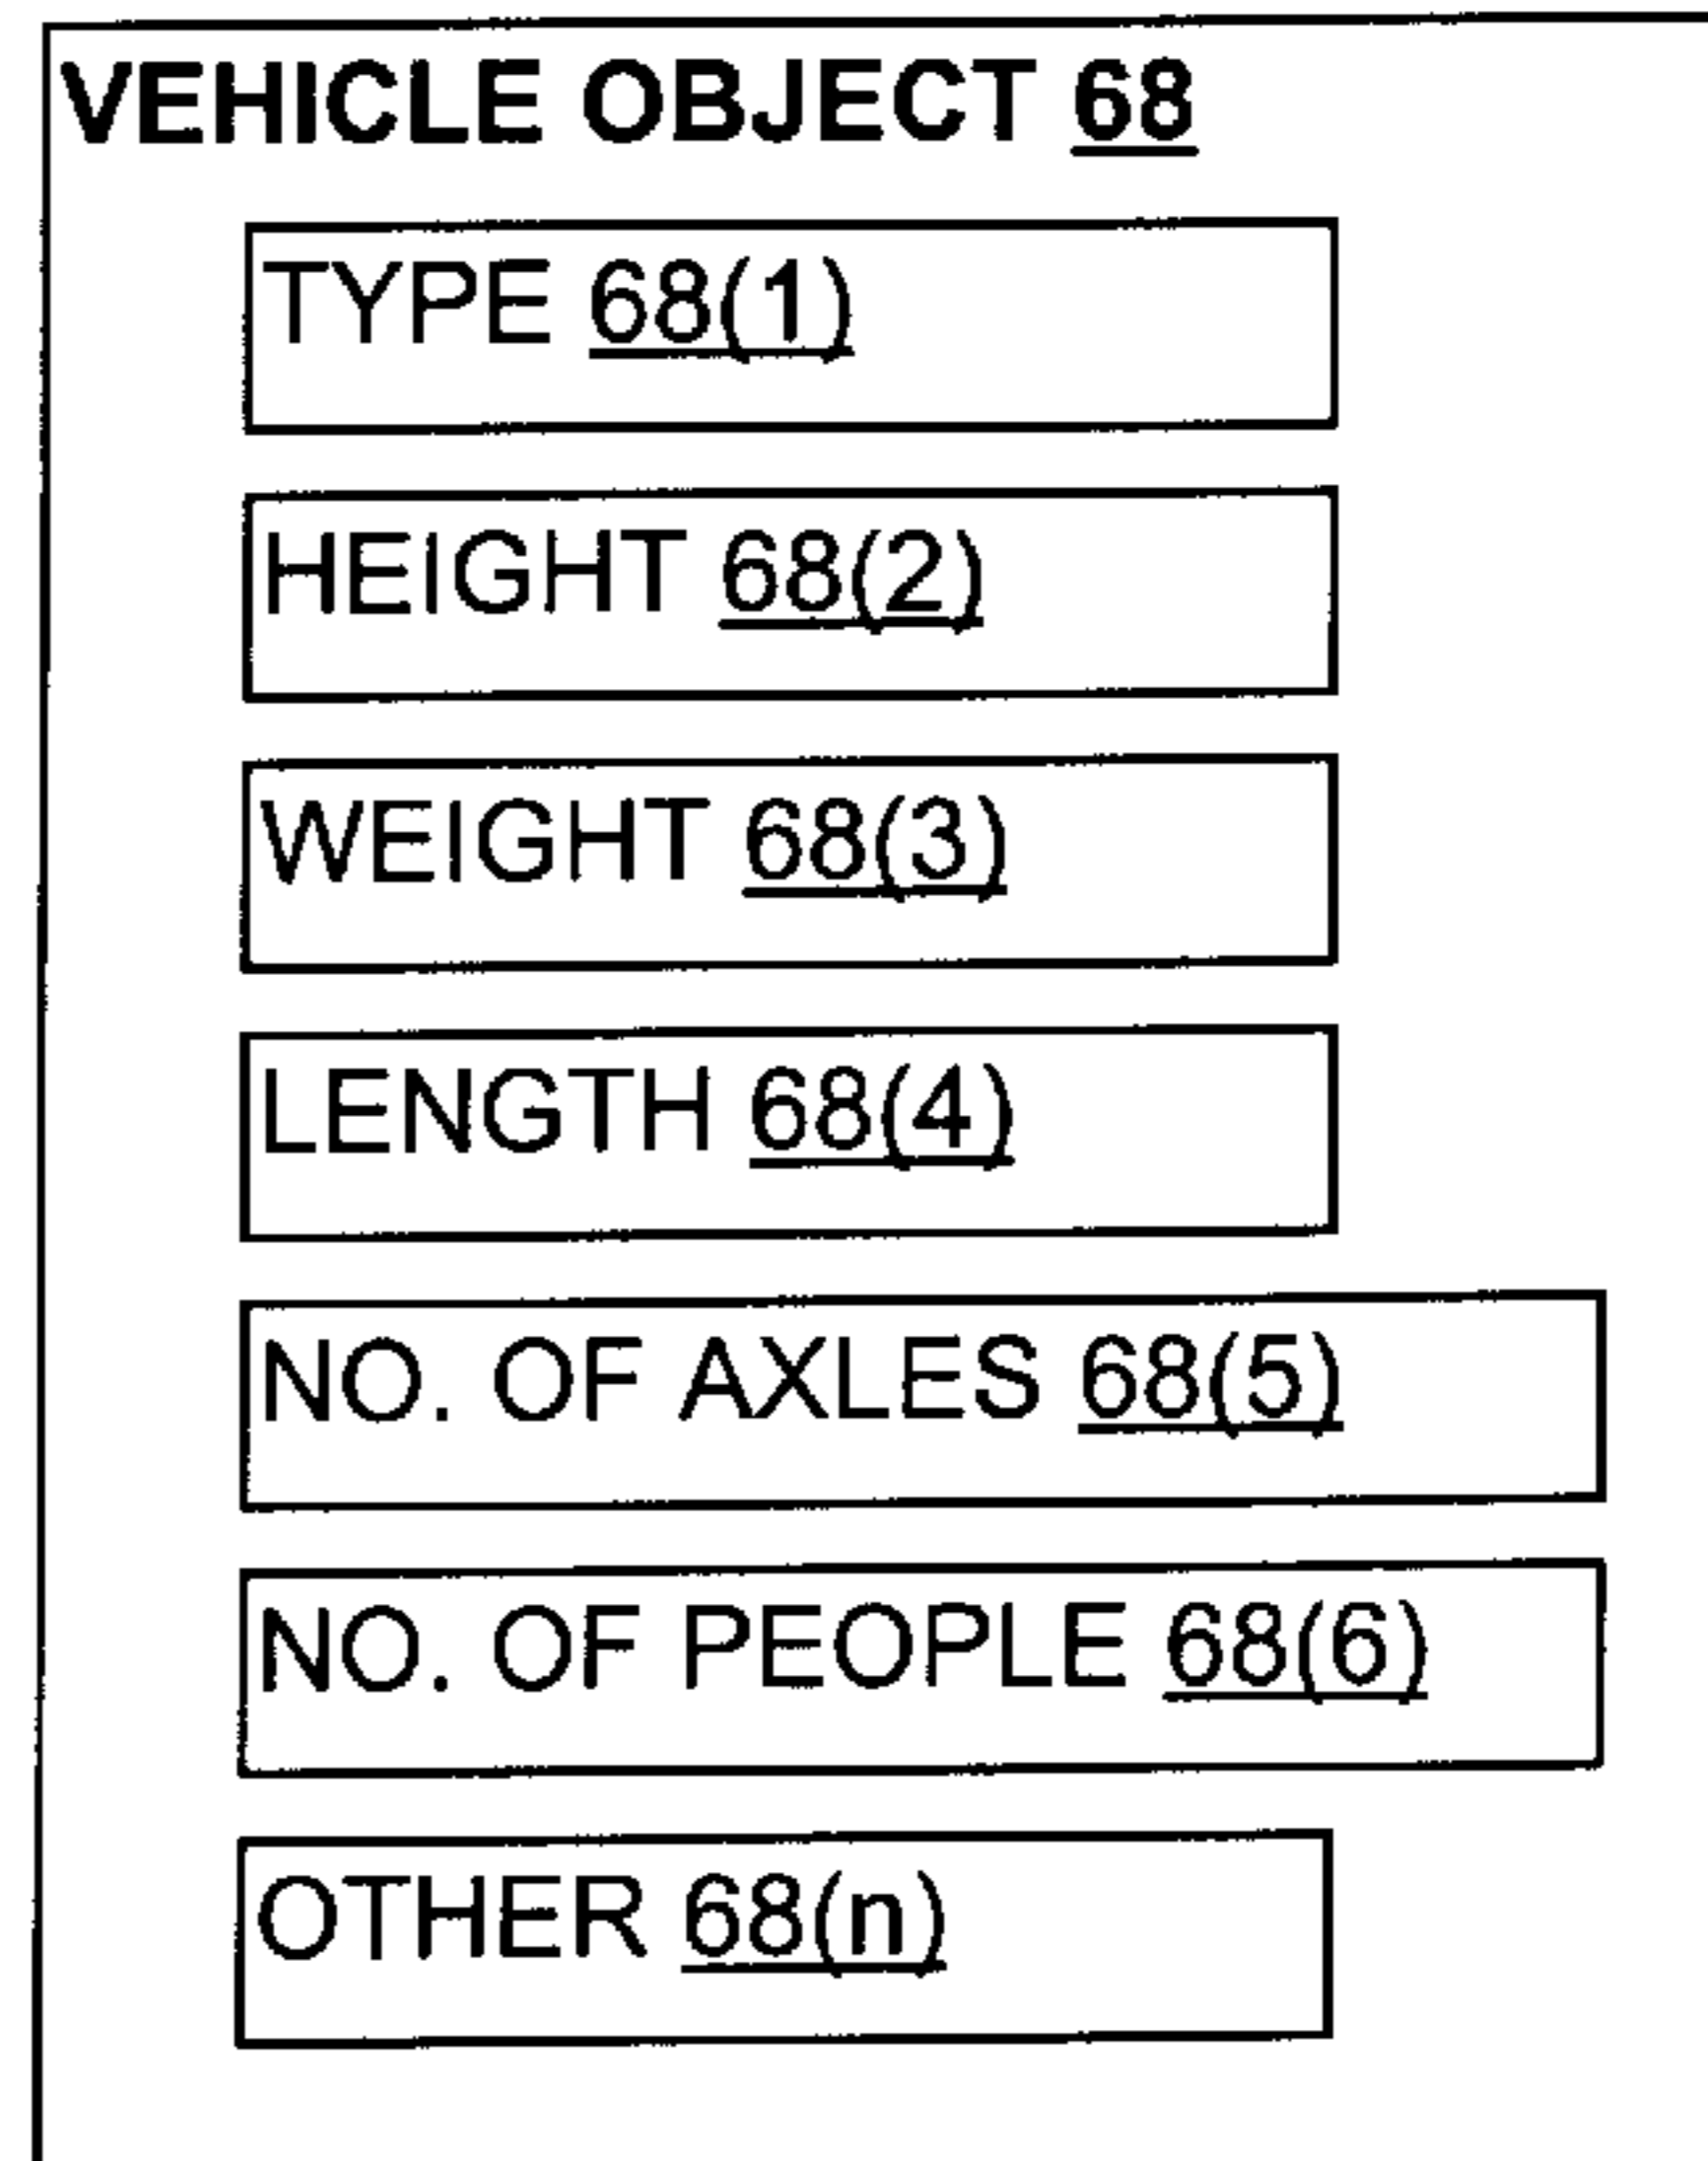 VEHICLE OBJECT 68
TYPE 68(1)
HEIGHT 68(2)
WEIGHT 68(3)
LENGTH 68(4)
NO. OF AXLES 68(5)
NO. OF PEOPLE 68(6)
OTHER 68(n)